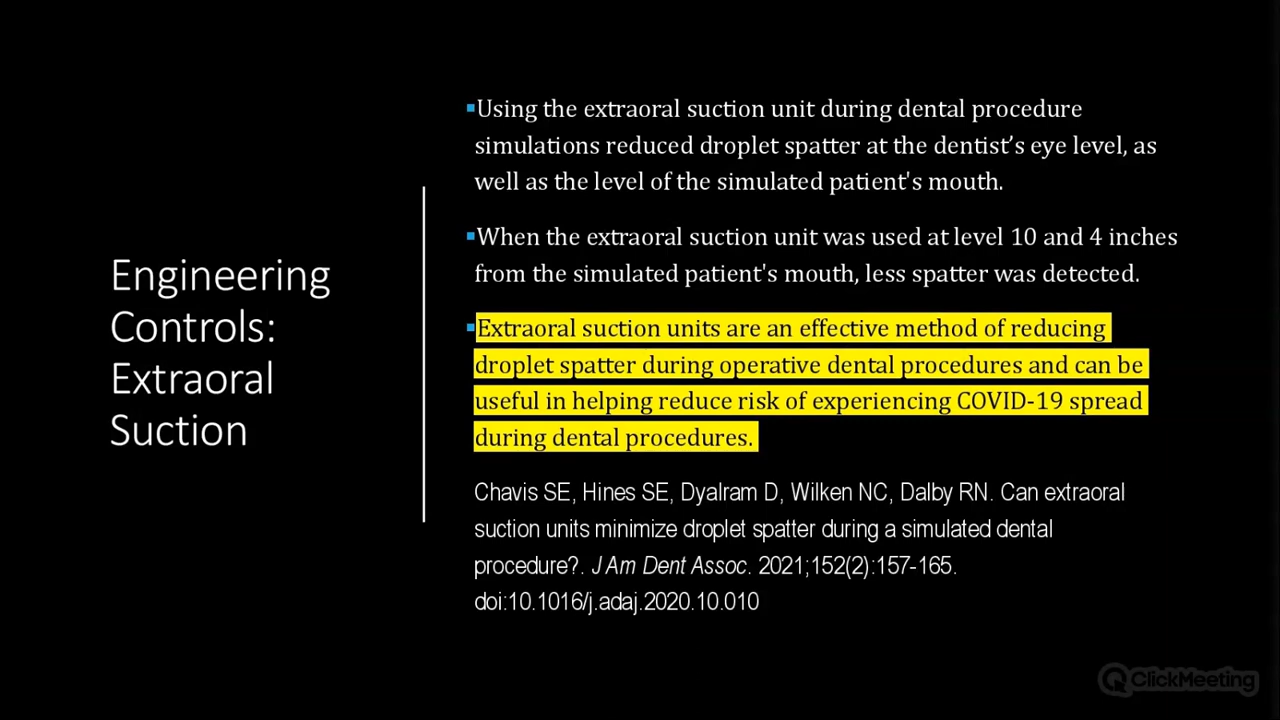 Engineering
Controls:
Extraoral
Suction
▪Using the extraoral suction unit during dental procedure
simulations reduced droplet spatter at the dentist’s eye level, as
well as the level of the simulated patient's mouth.
▪When the extraoral suction unit was used at level 10 and 4 inches
from the simulated patient's mouth, less spatter was detected.
▪Extraoral suction units are an effective method of reducing
droplet spatter during operative dental procedures and can be
useful in helping reduce risk of experiencing COVID-19 spread
during dental procedures.
Chavis SE, Hines SE, Dyalram D, Wilken NC, Dalby RN. Can extraoral
suction units minimize droplet spatter during a simulated dental
procedure?. J Am Dent Assoc. 2021;152(2):157-165.
doi:10.1016/j.adaj.2020.10.010
ClickMeeting